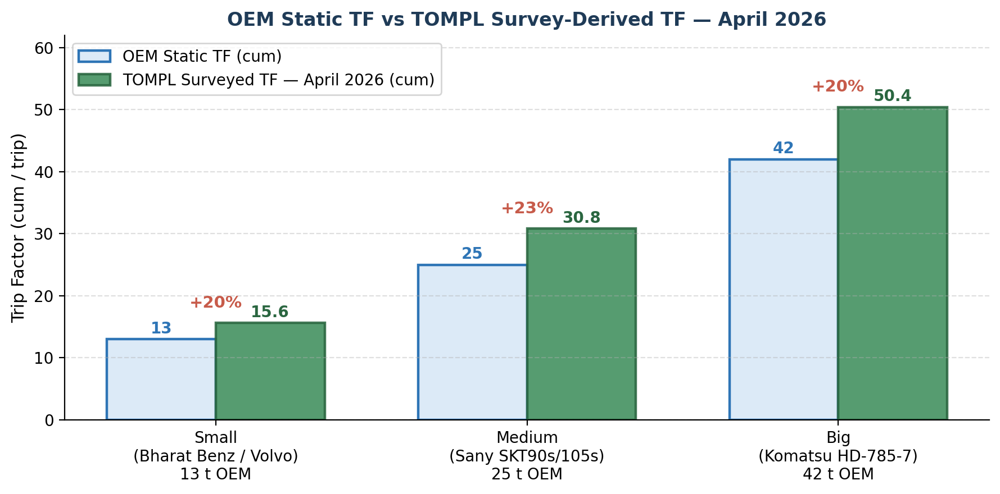 OEM Static TF vs TOMPL Survey-Derived TF — April 2026
OEM Static TF (cum)
TOMPL Surveyed TF — April 2026 (cum)
Trip Factor (cum / trip)
60
50
40
30
20
10
0
13
+20%
15.6
25
+23%
30.8
42
+20%
50.4
Small
(Bharat Benz / Volvo)
13 t OEM
Medium
(Sany SKT90s/105s)
25 t OEM
Big
(Komatsu HD-785-7)
42 t OEM